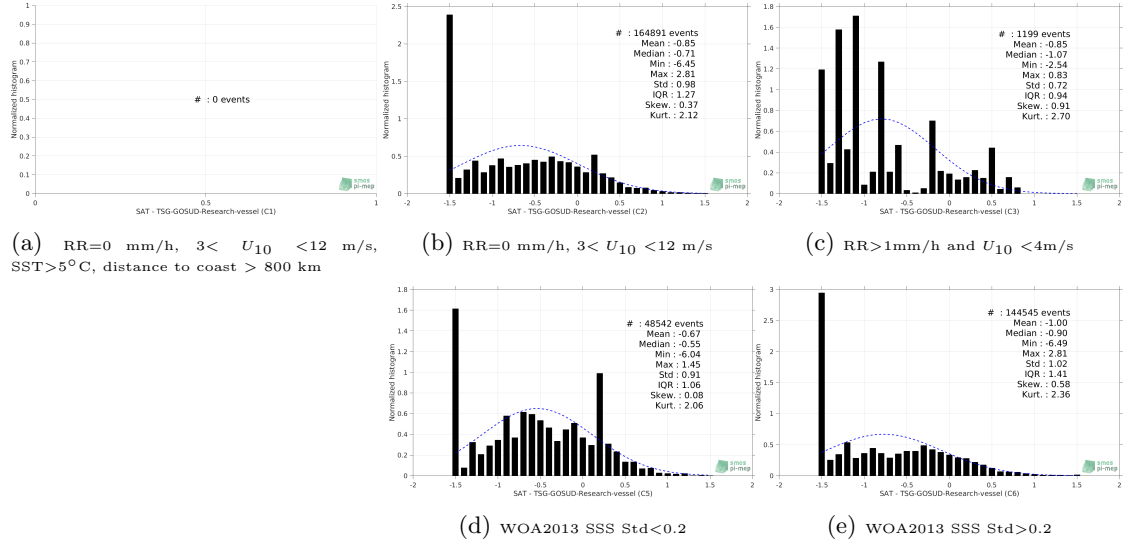 1
0.9
0.8
0.7
0.6
0.5
0.4
0.3
0.2
0.1
0
Normalized histogram
# : 0 events
smos
pi-mep
0 0.5 1
SAT - TSG-GOSUD-Research-vessel (C1)
(a) RR=0 mm/h, 3< U10 <12 m/s,
SST>5°C, distance to coast > 800 km
2.5
2
1.5
1
0.5
0
Normalized histogram
# : 164891 events
Mean : -0.85
Median : -0.71
Min : -6.45
Max : 2.81
Std : 0.98
IQR : 1.27
Skew. : 0.37
Kurt. : 2.12
smos
pi-mep
-2 -1.5 -1 -0.5 0 0.5 1 1.5 2
SAT - TSG-GOSUD-Research-vessel (C2)
(b) RR=0 mm/h, 3< U10 <12 m/s
1.8
1.6
1.4
1.2
1
0.8
0.6
0.4
0.2
0
Normalized histogram
# : 1199 events
Mean : -0.85
Median : -1.07
Min : -2.54
Max : 0.83
Std : 0.72
IQR : 0.94
Skew. : 0.91
Kurt. : 2.70
smos
pi-mep
-2 -1.5 -1 -0.5 0 0.5 1 1.5 2
SAT - TSG-GOSUD-Research-vessel (C3)
(c) RR>1mm/h and U10 <4m/s
1.8
1.6
1.4
1.2
1
0.8
0.6
0.4
0.2
0
Normalized histogram
# : 48542 events
Mean : -0.67
Median : -0.55
Min : -6.04
Max : 1.45
Std : 0.91
IQR : 1.06
Skew. : 0.08
Kurt. : 2.06
smos
pi-mep
-2 -1.5 -1 -0.5 0 0.5 1 1.5 2
SAT - TSG-GOSUD-Research-vessel (C5)
(d) WOA2013 SSS Std<0.2
3
2.5
2
1.5
1
0.5
0
Normalized histogram
# : 144545 events
Mean : -1.00
Median : -0.90
Min : -6.49
Max : 2.81
Std : 1.02
IQR : 1.41
Skew. : 0.58
Kurt. : 2.36
smos
pi-mep
-2 -1.5 -1 -0.5 0 0.5 1 1.5 2
SAT - TSG-GOSUD-Research-vessel (C6)
(e) WOA2013 SSS Std>0.2